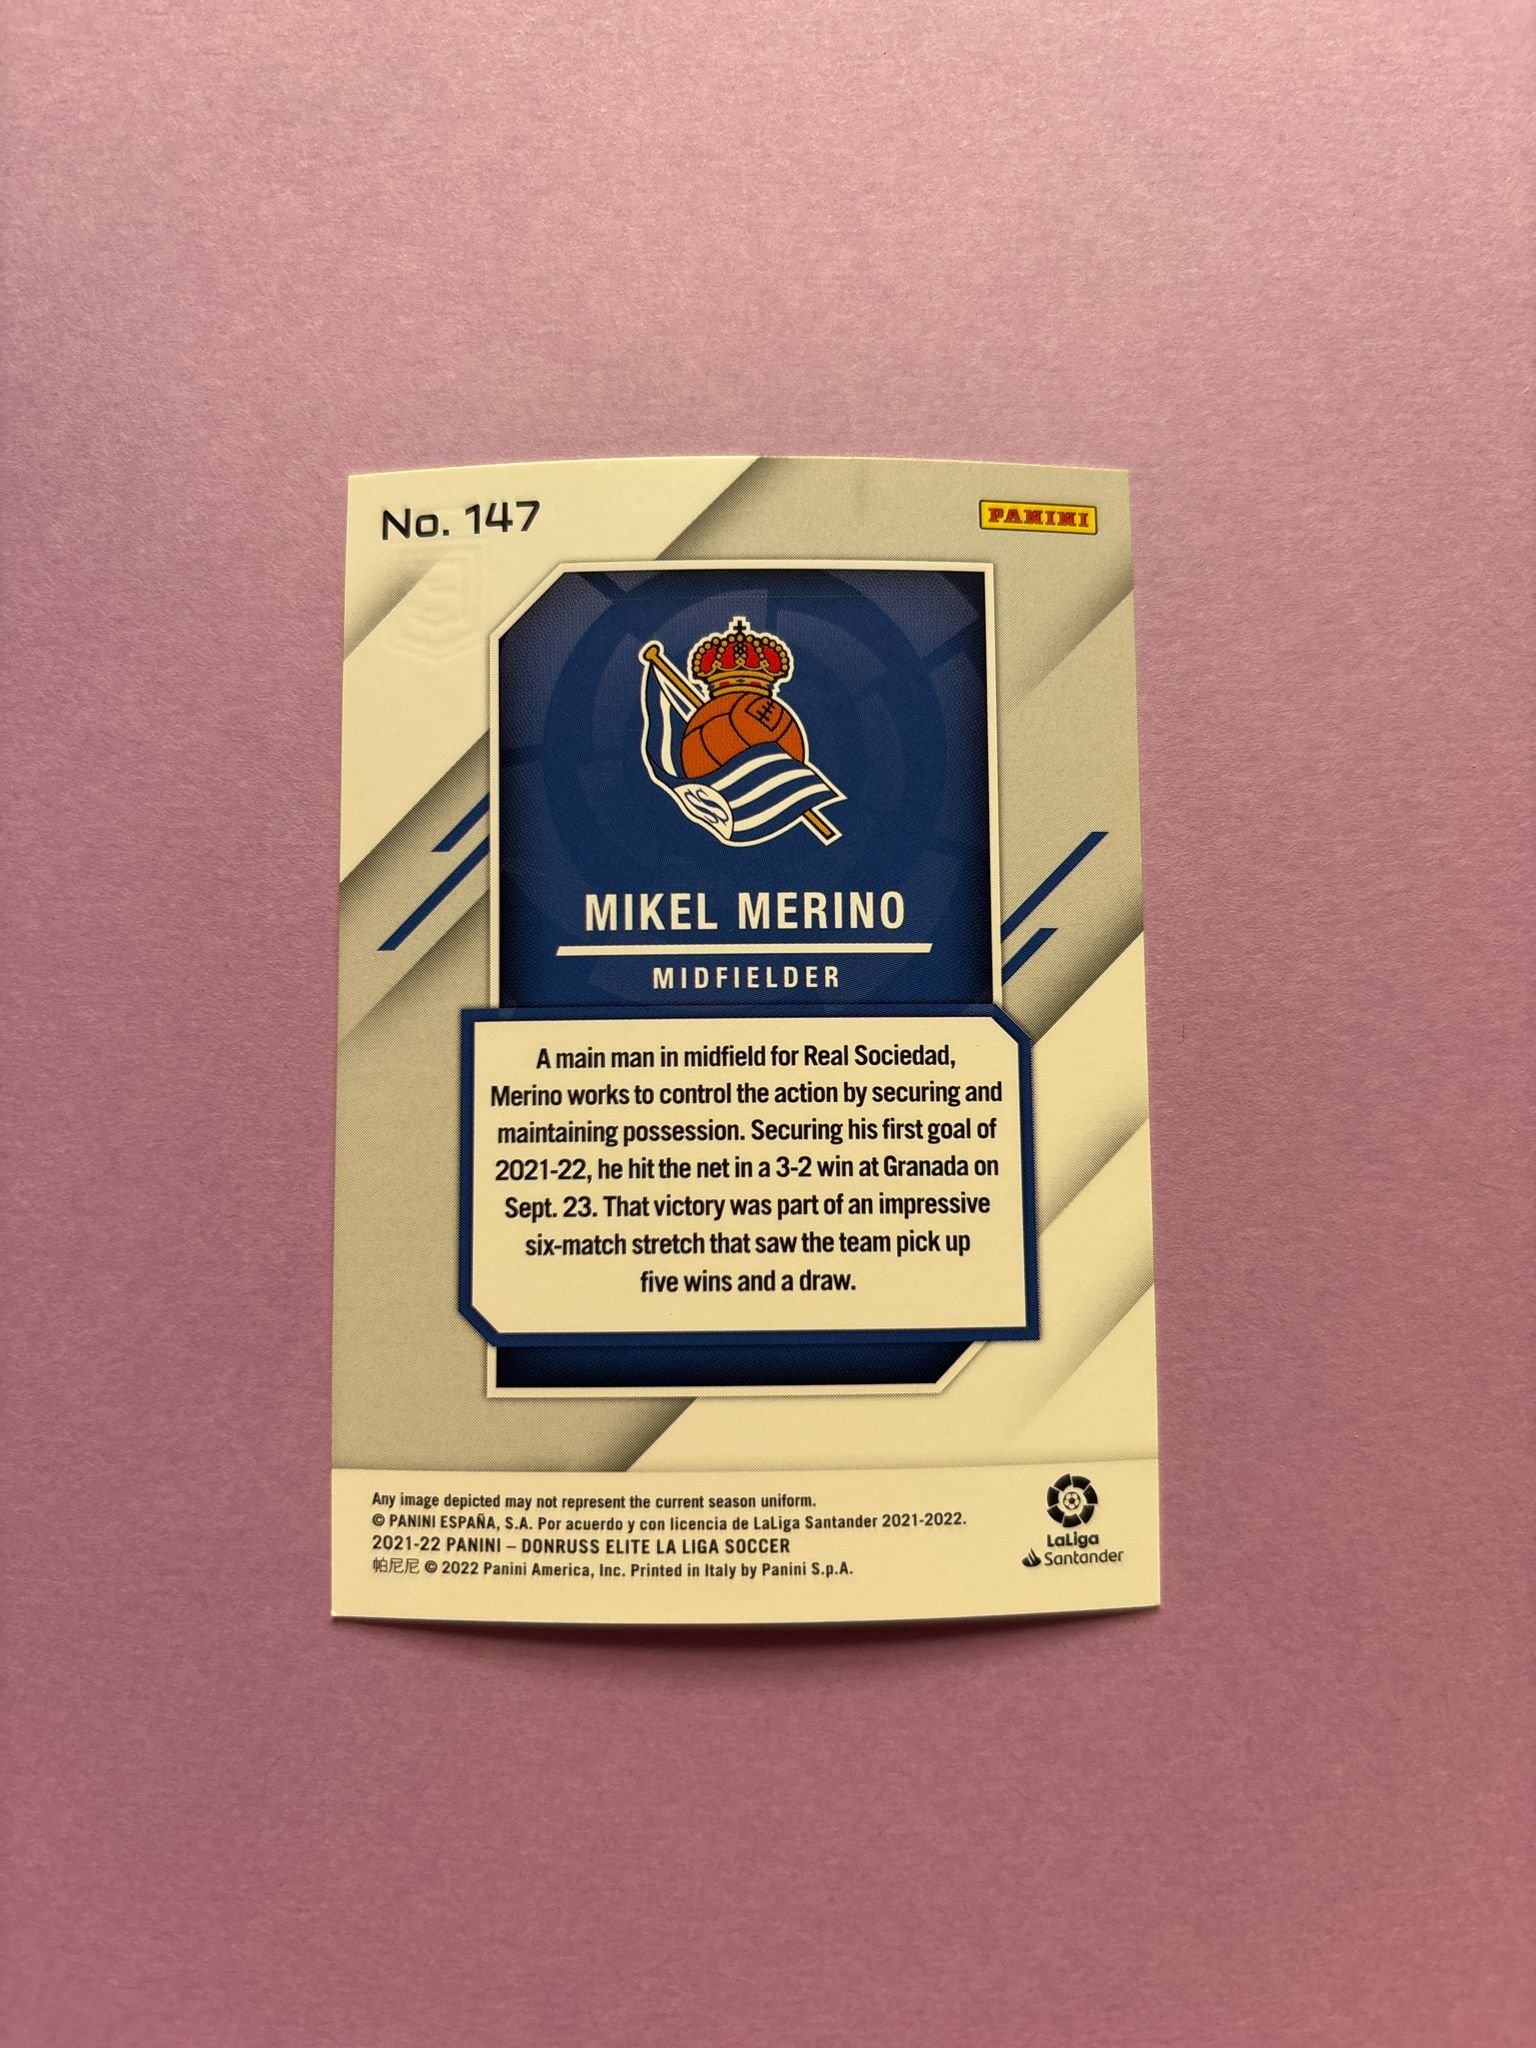 No. 147
PANINI
MIKEL MERINO
MIDFIELDER
A main man in midfield for Real Sociedad,
Merino works to control the action by securing and
maintaining possession. Securing his first goal of
2021-22, he hit the net in a 3-2 win at Granada on
Sept. 23. That victory was part of an impressive
six-match stretch that saw the team pick up
five wins and a draw.
Any image depicted may not represent the current season uniform.
© PANINI ESPAÑA, S.A. Por acuerdo y con licencia de LaLiga Santander 2021-2022.
2021-22 PANINI – DONRUSS ELITE LA LIGA SOCCER
帕尼尼 © 2022 Panini America, Inc. Printed in Italy by Panini S.p.A.
LaLiga
Santander